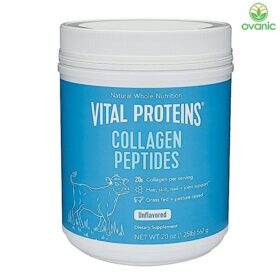 ovanic
Natural Whole Nutrition
VITAL PROTEINS®
COLLAGEN
PEPTIDES
20g Collagen per serving
Hair, skin, nail + joint support
Grass fed + pasture raised
Unflavored
Dietary Supplement
NET WT 20 oz (1.25lb) 567 g